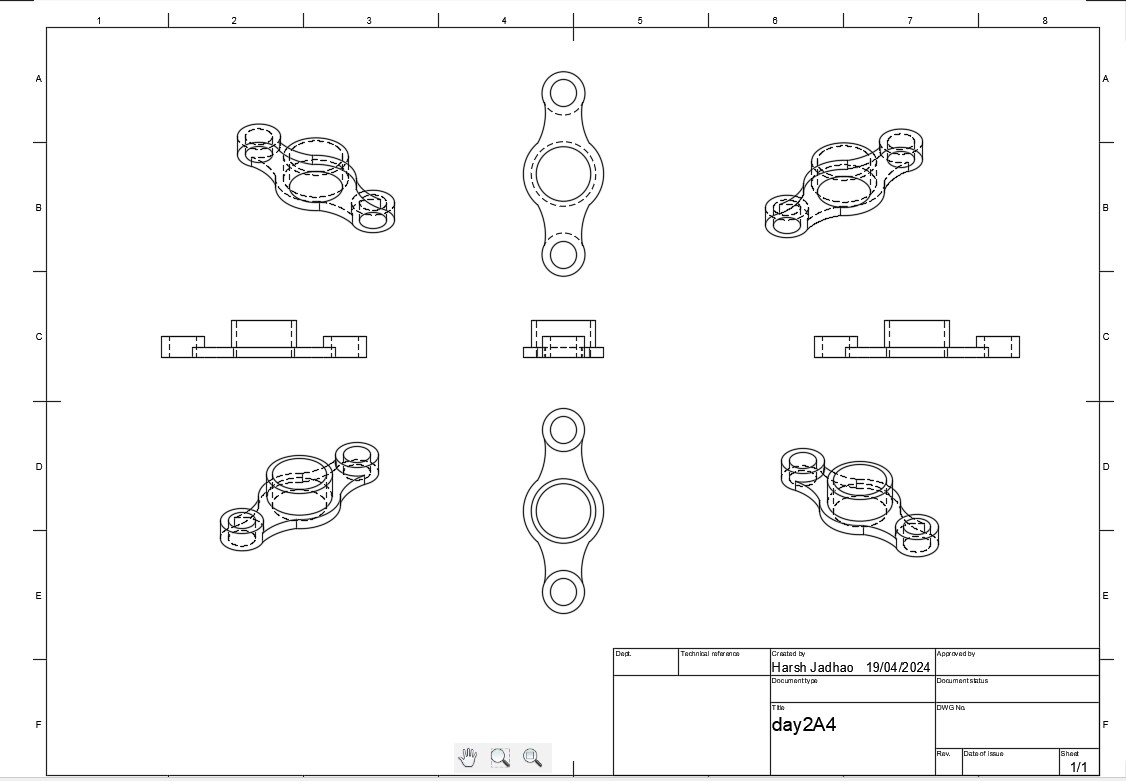 1 2 3 4 5 6 7 8
A A
B B
C C
D D
E E
Dept. Technical reference Created by Approved by
Harsh Jadhao 19/04/2024
Document type Document status
Title DWG No.
F day2A4 F
Rev. Date of issue Sheet
1/1